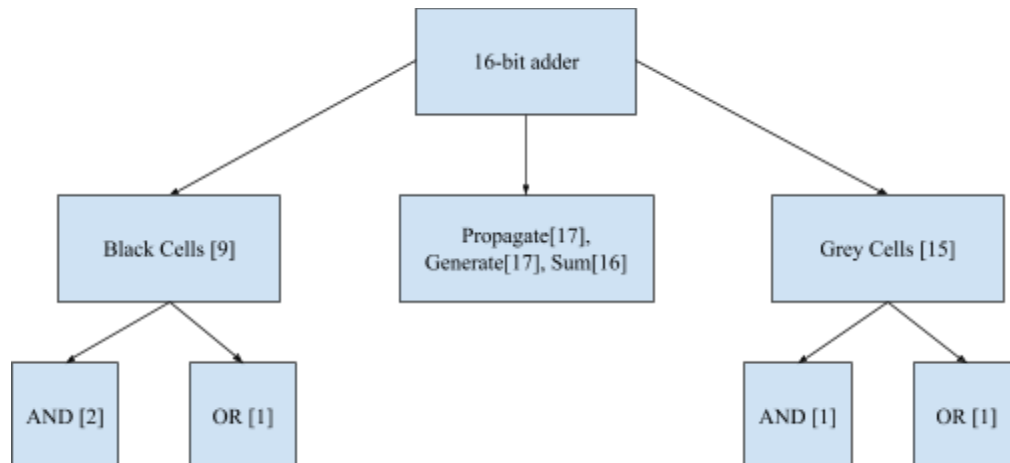 16-bit adder
Black Cells [9]
Propagate[17],
Generate[17], Sum[16]
Grey Cells [15]
AND [2]
OR [1]
AND [1]
OR [1]